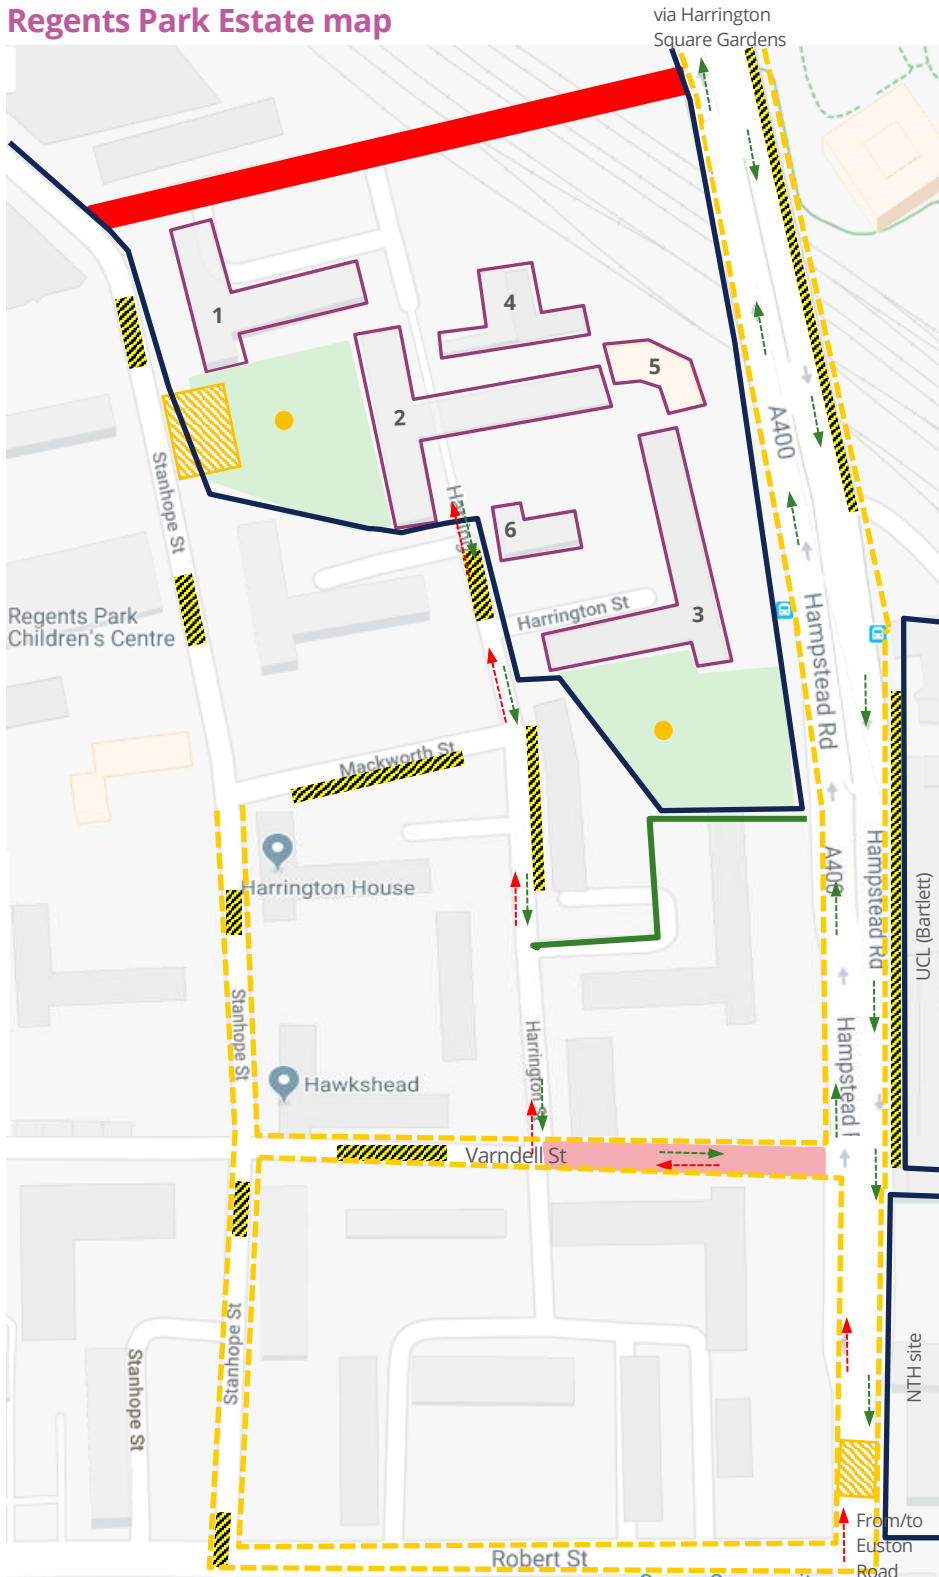 Regents Park Estate map
via Harrington
Square Gardens
1
4
5
2
A400
Stanhope St
6
Harrington St
3
Hampstead Rd
Regents Park
Children's Centre
Mackworth St
Harrington House
A400
Hampstead Rd
UCL (Bartlett)
Stanhope St
Hawkshead
Harrington S
Hampstead
Varndell St
Stanhope St
Stanhope St
NTH site
From/to
Euston
Road
Robert St